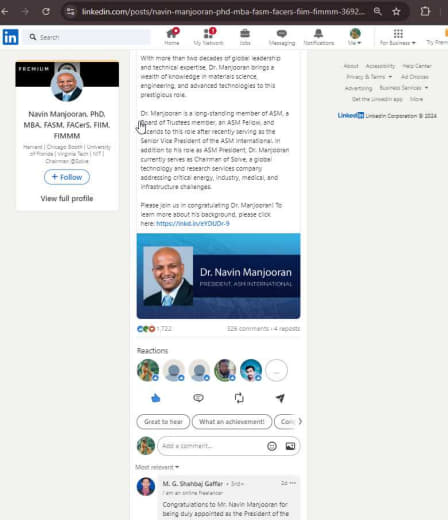 linkedin.com/posts/navin-manjooran-phd-mba-fasm-facers-fiim-fimmm-3692...
in
Search
Home
My Network
Jobs
Messaging
Notifications
Me
For Business
Try Prem
PREMIUM
Navin Manjooran, PhD,
MBA, FASM, FACerS, FIIM,
FIMMM
Harvard | Chicago Booth | University
of Florida | Virginia Tech | NIT |
Chairman @Solve
+ Follow
View full profile
With more than two decades of global leadership
and technical expertise, Dr. Manjooran brings a
wealth of knowledge in materials science,
engineering, and advanced technologies to this
prestigious role.
Dr. Manjooran is a long-standing member of ASM, a
Board of Trustees member, an ASM Fellow, and
ascends to this role after recently serving as the
Senior Vice President of the ASM International. In
addition to his role as ASM President, Dr. Manjooran
currently serves as Chairman of Solve, a global
technology and research services company
addressing critical energy, industry, medical, and
infrastructure challenges.
Please join us in congratulating Dr. Manjooran! To
learn more about his background, please click
here: https://lnkd.in/eYDUDr-9
Dr. Navin Manjooran
PRESIDENT, ASM INTERNATIONAL
1,722
326 comments • 4 reposts
Reactions
...
Great to hear
What an achievement!
Con
Add a comment...
Most relevant
M. G. Shahbaj Gaffar • 3rd+
2d ...
I am an online freelancer
Congratulations to Mr. Navin Manjooran for
being duly appointed as the President of the
About
Accessibility
Help Center
Privacy & Terms
Ad Choices
Advertising
Business Services
Get the LinkedIn app
More
LinkedIn LinkedIn Corporation © 2024